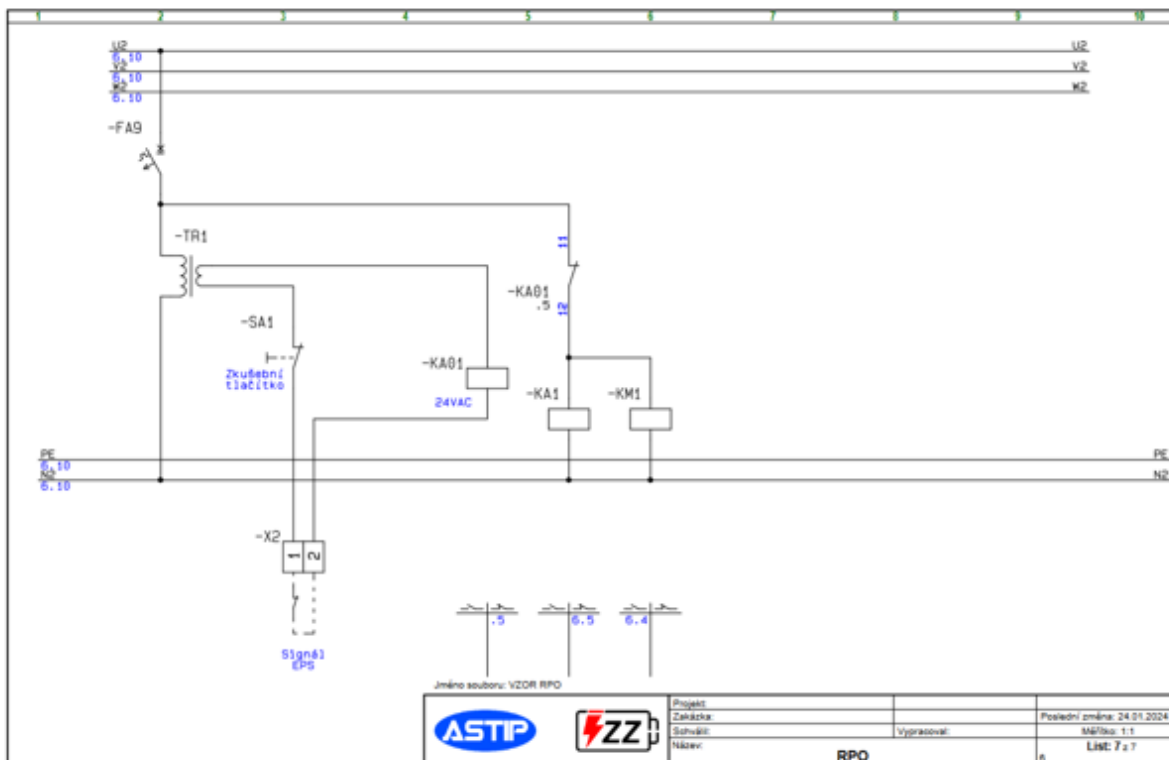 1 2 3 4 5 6 7 8 9 10
U2 U2
6.10
V2 V2
6.10
W2 W2
6.10
-FA9
-TR1
11
-KA01
.5
12
-SA1
Zkušební
tlačítko
-KA01
24VAC
-KA1
-KM1
PE PE
6.10
N2 N2
6.10
-X2
1 2
.5 6.5 6.4
Signál
EPS
Jméno souboru: VZOR RPO
ASTIP
ZZ
Projekt:
Zakázka:
Poslední změna: 24.01.2024
Schválil:
Vypracoval:
Měřítko: 1:1
Název:
RPO
List: 7 z 7